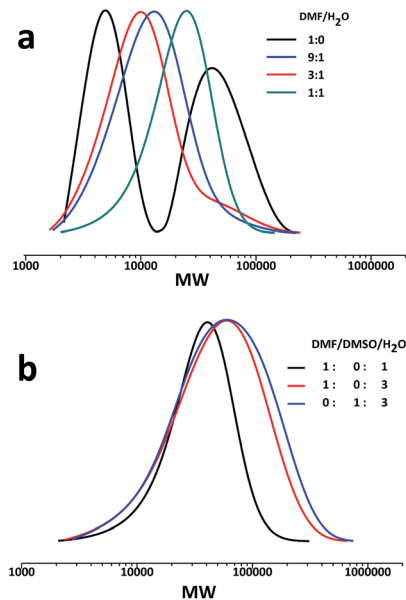 a
DMF/H₂O
1:0
9:1
3:1
1:1
1000 10000 100000 1000000
MW
b
DMF/DMSO/H₂O
1 : 0 : 1
1 : 0 : 3
0 : 1 : 3
1000 10000 100000 1000000
MW